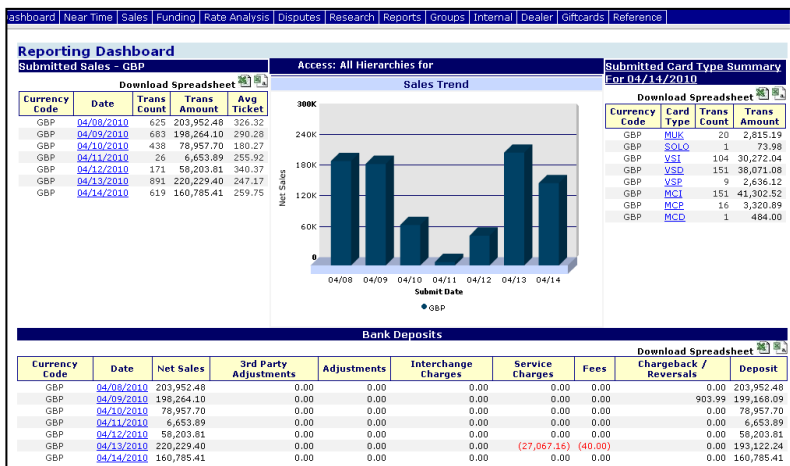 ashboard Near Time Sales Funding Rate Analysis Disputes Research Reports Groups Internal Dealer Giftcards Reference
Reporting Dashboard
Submitted Sales - GBP
Download Spreadsheet
Currency Code Date Trans Count Trans Amount Avg Ticket
GBP 04/08/2010 625 203,952.48 326.32
GBP 04/09/2010 683 198,264.10 290.28
GBP 04/10/2010 438 78,957.70 180.27
GBP 04/11/2010 26 6,653.89 255.92
GBP 04/12/2010 171 58,203.81 340.37
GBP 04/13/2010 891 220,229.40 247.17
GBP 04/14/2010 619 160,785.41 259.75
Access: All Hierarchies for
Sales Trend
300K
240K
180K
120K
60K
0
Net Sales
04/08 04/09 04/10 04/11 04/12 04/13 04/14
Submit Date
GBP
Submitted Card Type Summary
For 04/14/2010
Download Spreadsheet
Currency Code Card Type Trans Count Trans Amount
GBP MUK 20 2,815.19
GBP SOLO 1 73.98
GBP VSI 104 30,272.04
GBP VSD 151 38,071.08
GBP VSP 9 2,636.12
GBP MCI 151 41,302.52
GBP MCP 16 3,320.89
GBP MCD 1 484.00
Bank Deposits
Download Spreadsheet
Currency Code Date Net Sales 3rd Party Adjustments Adjustments Interchange Charges Service Charges Fees Chargeback / Reversals Deposit
GBP 04/08/2010 203,952.48 0.00 0.00 0.00 0.00 0.00 0.00 203,952.48
GBP 04/09/2010 198,264.10 0.00 0.00 0.00 0.00 0.00 903.99 199,168.09
GBP 04/10/2010 78,957.70 0.00 0.00 0.00 0.00 0.00 0.00 78,957.70
GBP 04/11/2010 6,653.89 0.00 0.00 0.00 0.00 0.00 0.00 6,653.89
GBP 04/12/2010 58,203.81 0.00 0.00 0.00 0.00 0.00 0.00 58,203.81
GBP 04/13/2010 220,229.40 0.00 0.00 0.00 (27,067.16) (40.00) 0.00 193,122.24
GBP 04/14/2010 160,785.41 0.00 0.00 0.00 0.00 0.00 0.00 160,785.41